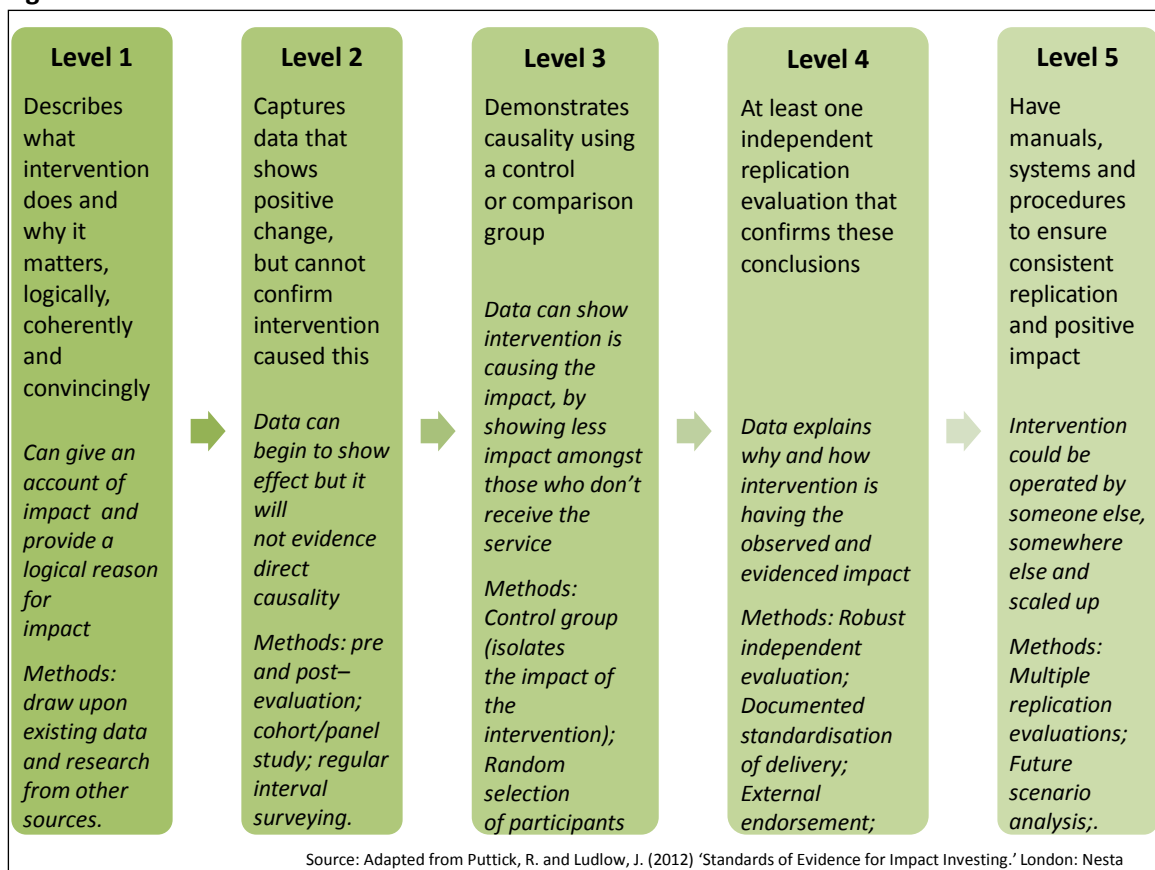 Level 1
Describes
what
intervention
does and
why it
matters,
logically,
coherently
and
convincingly
Can give an
account of
impact and
provide a
logical reason
for
impact
Methods:
draw upon
existing data
and research
from other
sources.
Level 2
Captures
data that
shows
positive
change,
but cannot
confirm
intervention
caused this
Data can
begin to show
effect but it
will
not evidence
direct
causality
Methods: pre
and post–
evaluation;
cohort/panel
study; regular
interval
surveying.
Level 3
Demonstrates
causality using
a control
or comparison
group
Data can show
intervention is
causing the
impact, by
showing less
impact amongst
those who don’t
receive the
service
Methods:
Control group
(isolates
the impact of
the
intervention);
Random
selection
of participants
Level 4
At least one
independent
replication
evaluation that
confirms these
conclusions
Data explains
why and how
intervention is
having the
observed and
evidenced impact
Methods: Robust
independent
evaluation;
Documented
standardisation
of delivery;
External
endorsement;
Level 5
Have
manuals,
systems and
procedures
to ensure
consistent
replication
and positive
impact
Intervention
could be
operated by
someone else,
somewhere
else and
scaled up
Methods:
Multiple
replication
evaluations;
Future
scenario
analysis;.
Source: Adapted from Puttick, R. and Ludlow, J. (2012) ‘Standards of Evidence for Impact Investing.’ London: Nesta